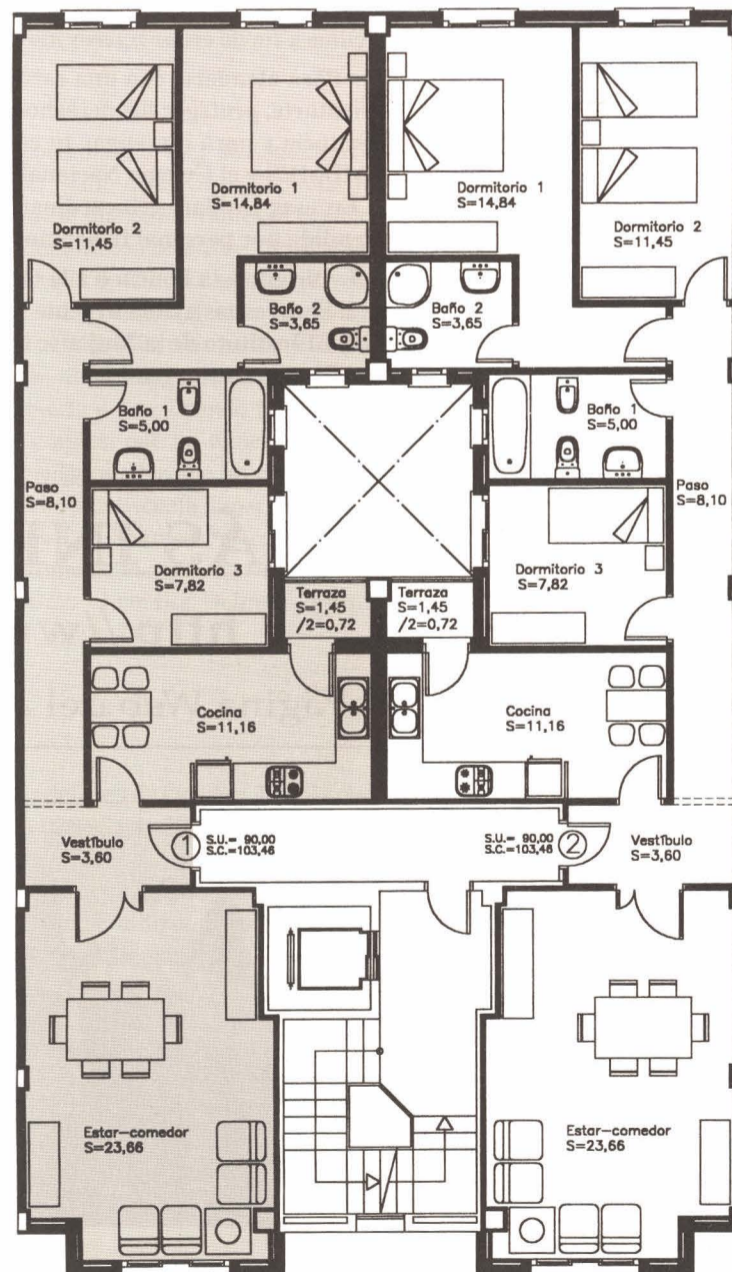 Dormitorio 1
S=14,84
Dormitorio 1
S=14,84
Dormitorio 2
S=11,45
Dormitorio 2
S=11,45
Baño 2
S=3,65
Baño 2
S=3,65
Baño 1
S=5,00
Baño 1
S=5,00
Paso
S=8,10
Paso
S=8,10
Dormitorio 3
S=7,82
Dormitorio 3
S=7,82
Terraza
S=1,45
/2=0,72
Terraza
S=1,45
/2=0,72
Cocina
S=11,16
Cocina
S=11,16
Vestíbulo
S=3,60
1
S.U.= 90,00
S.C.=103,46
S.U.= 90,00
S.C.=103,46
2
Vestíbulo
S=3,60
Estar-comedor
S=23,66
Estar-comedor
S=23,66